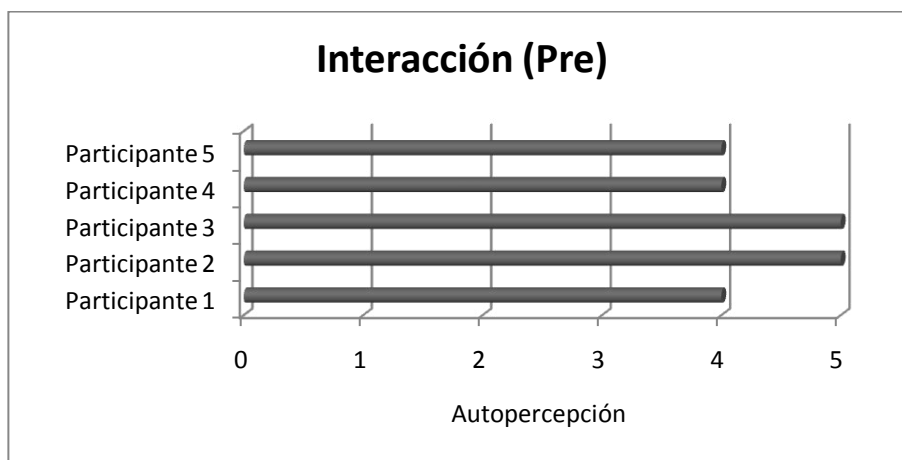 Interacción (Pre)
Participante 5
Participante 4
Participante 3
Participante 2
Participante 1
0 1 2 3 4 5
Autopercepción